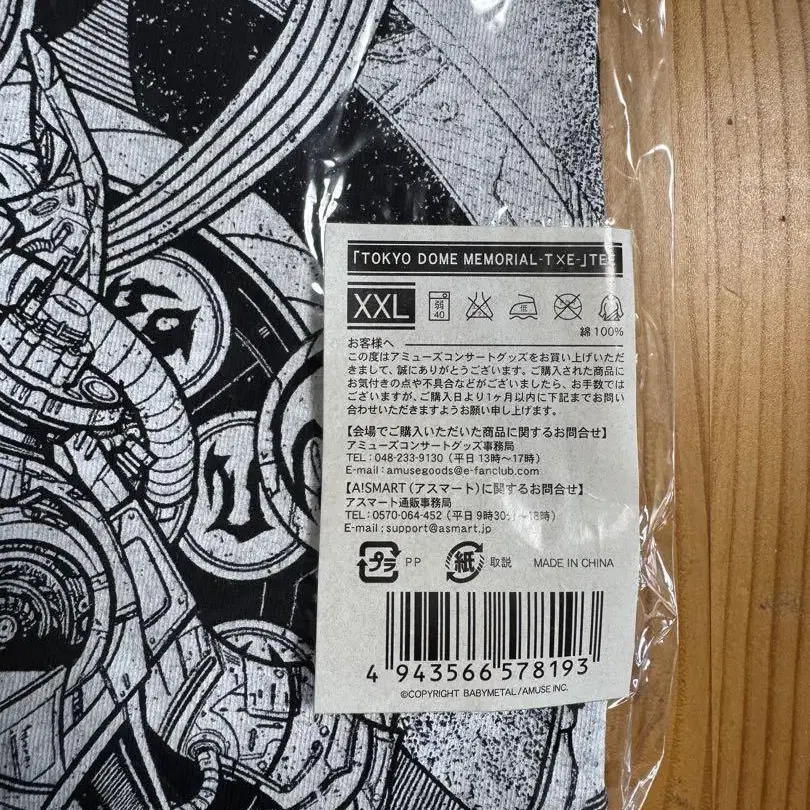 「TOKYO DOME MEMORIAL-T×E-」TEE
XXL
弱
40
低
綿 100%
お客様へ
この度はアミューズコンサートグッズをお買い上げいただ
きまして、誠にありがとうございます。ご購入された商品に
お気付きの点や不具合などがございましたら、お手数では
ございますが、ご購入日より1ヶ月以内に下記までお問い
合わせいただきますようお願い申し上げます。
【会場でご購入いただいた商品に関するお問合せ】
アミューズコンサートグッズ事務局
TEL：048-233-9130（平日 13時〜17時）
E-mail：amusegoods@e-fanclub.com
【A!SMART（アスマート）に関するお問合せ】
アスマート通販事務局
TEL：0570-064-452（平日 9時30分〜18時）
E-mail：support@asmart.jp
プラ PP 紙 取説 MADE IN CHINA
4 943566 578193
©COPYRIGHT BABYMETAL/AMUSE INC.